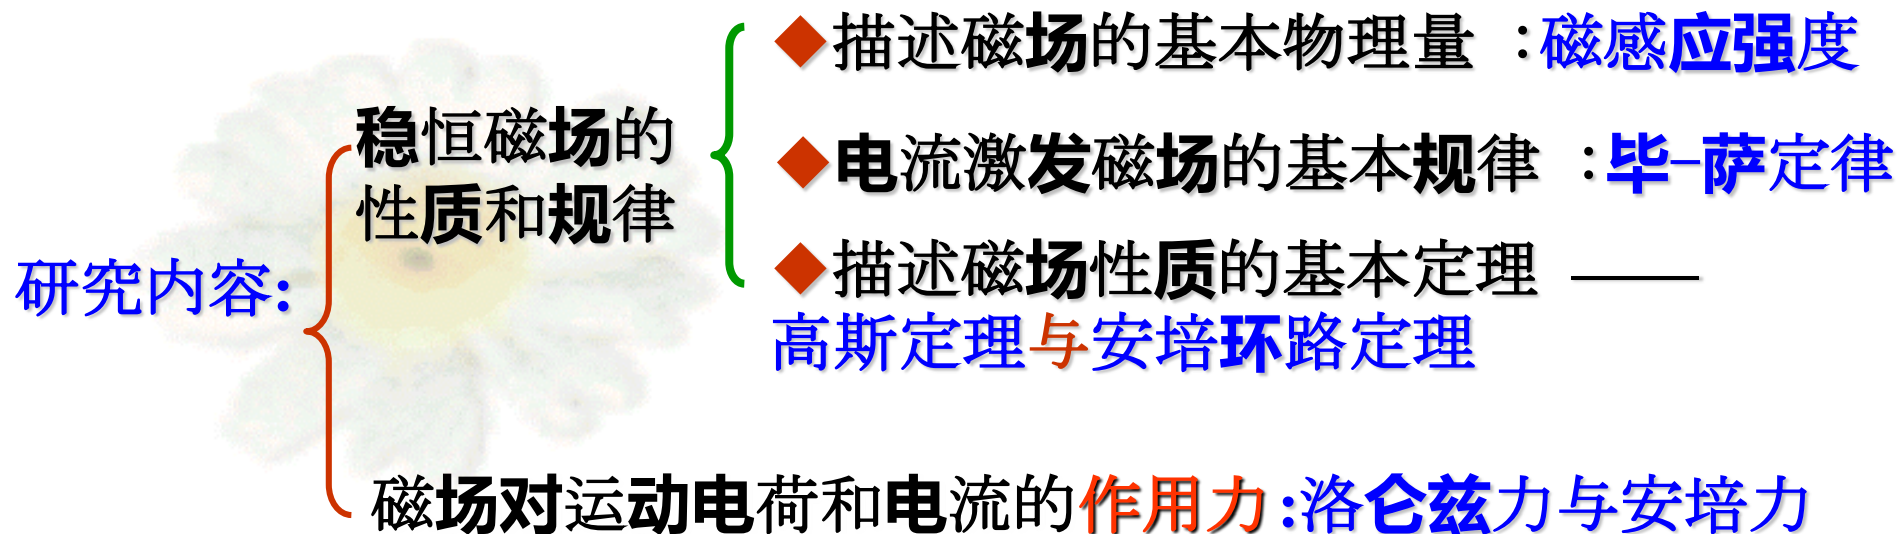 研究内容:
稳恒磁场的
性质和规律
◆描述磁场的基本物理量 :磁感应强度
◆电流激发磁场的基本规律 :毕-萨定律
◆描述磁场性质的基本定理 ——
高斯定理与安培环路定理
磁场对运动电荷和电流的作用力:洛仑兹力与安培力